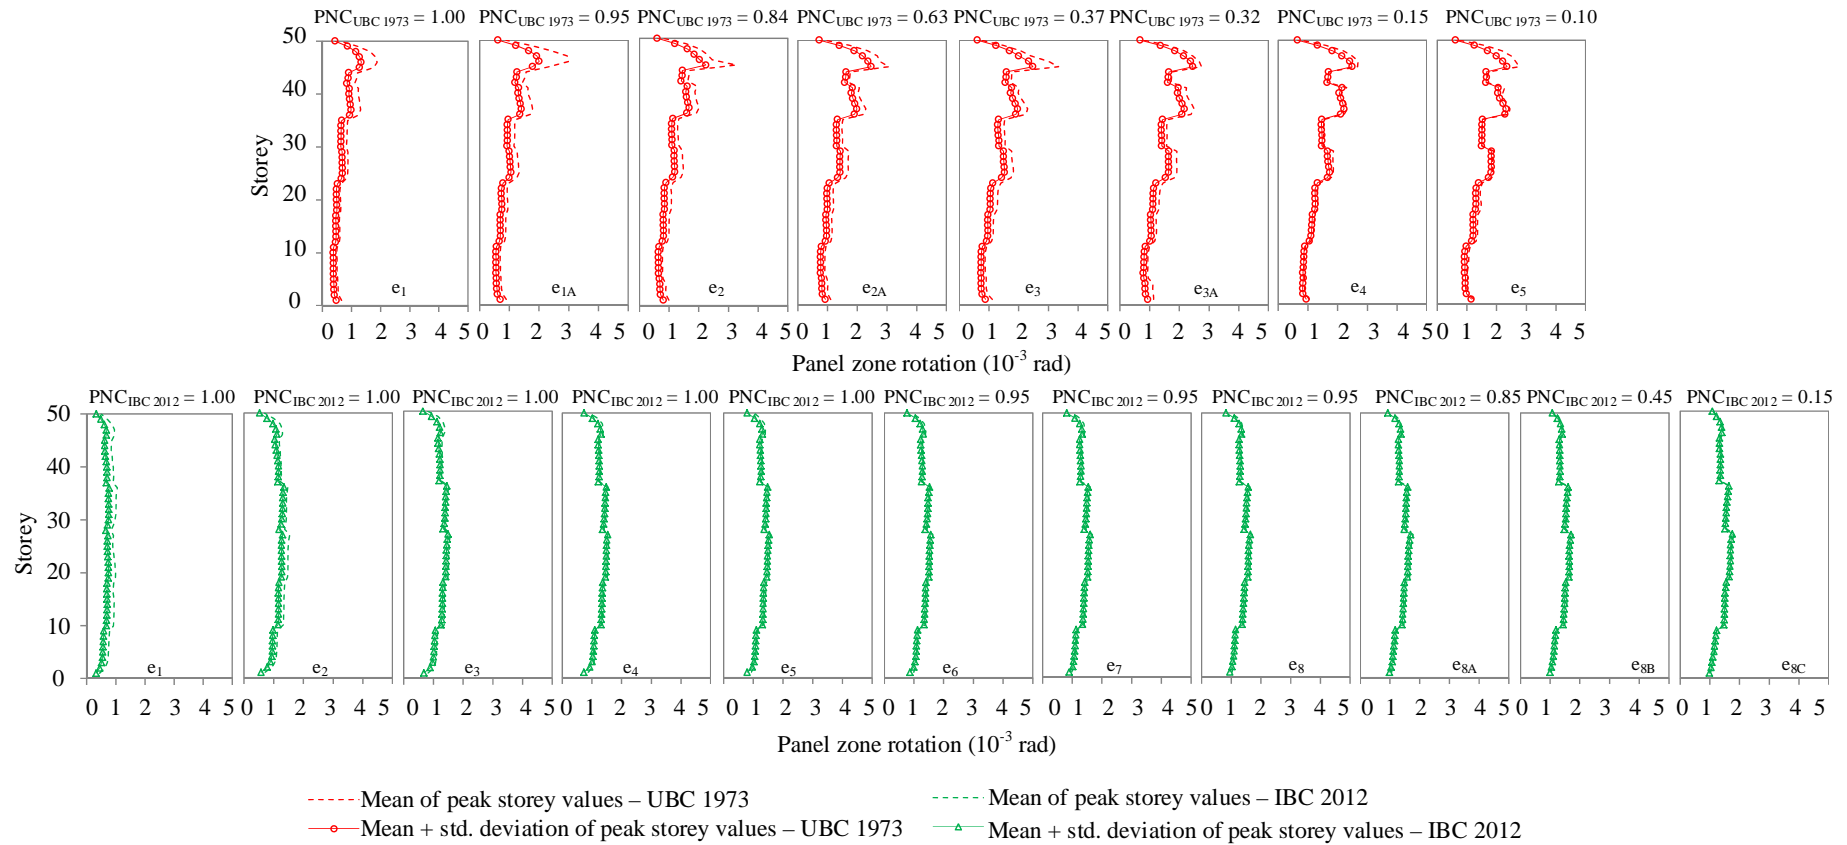 PNCUBC 1973 = 1.00 PNCUBC 1973 = 0.95 PNCUBC 1973 = 0.84 PNCUBC 1973 = 0.63 PNCUBC 1973 = 0.37 PNCUBC 1973 = 0.32 PNCUBC 1973 = 0.15 PNCUBC 1973 = 0.10
50
40
30
20
10
0
Storey
e1 e1A e2 e2A e3 e3A e4 e5
0 1 2 3 4 5 0 1 2 3 4 5 0 1 2 3 4 5 0 1 2 3 4 5 0 1 2 3 4 5 0 1 2 3 4 5 0 1 2 3 4 5 0 1 2 3 4 5
Panel zone rotation (10-3 rad)
PNCIBC 2012 = 1.00 PNCIBC 2012 = 1.00 PNCIBC 2012 = 1.00 PNCIBC 2012 = 1.00 PNCIBC 2012 = 1.00 PNCIBC 2012 = 0.95 PNCIBC 2012 = 0.95 PNCIBC 2012 = 0.95 PNCIBC 2012 = 0.85 PNCIBC 2012 = 0.45 PNCIBC 2012 = 0.15
50
40
30
20
10
0
Storey
e1 e2 e3 e4 e5 e6 e7 e8 e8A e8B e8C
0 1 2 3 4 5 0 1 2 3 4 5 0 1 2 3 4 5 0 1 2 3 4 5 0 1 2 3 4 5 0 1 2 3 4 5 0 1 2 3 4 5 0 1 2 3 4 5 0 1 2 3 4 5 0 1 2 3 4 5 0 1 2 3 4 5
Panel zone rotation (10-3 rad)
Mean of peak storey values – UBC 1973
Mean + std. deviation of peak storey values – UBC 1973
Mean of peak storey values – IBC 2012
Mean + std. deviation of peak storey values – IBC 2012